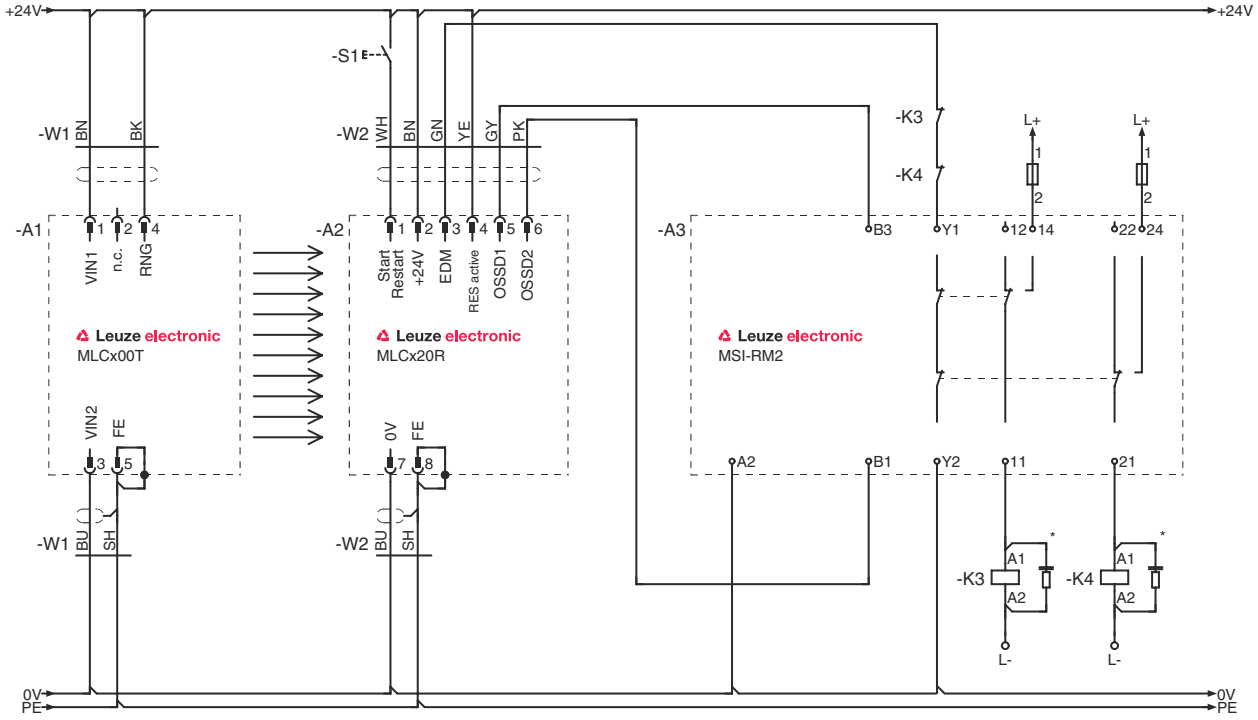 +24V
+24V
-S1
-W1 BN BK
-W2 WH BN GN YE GY PK
-K3
-K4
L+ L+
1 1
2 2
-A1 1 2 4
-A2 1 2 3 4 5 6
-A3 B3 Y1 12 14 22 24
VIN1 n.c. RNG
Start Restart +24V EDM RES active OSSD1 OSSD2
Leuze electronic
MLCx00T
Leuze electronic
MLCx20R
Leuze electronic
MSI-RM2
VIN2 FE
0V FE
3 5
7 8
A2 B1 Y2 11 21
-W1 BU SH
-W2 BU SH
* *
-K3 A1 A2
-K4 A1 A2
L- L-
0V 0V
PE PE